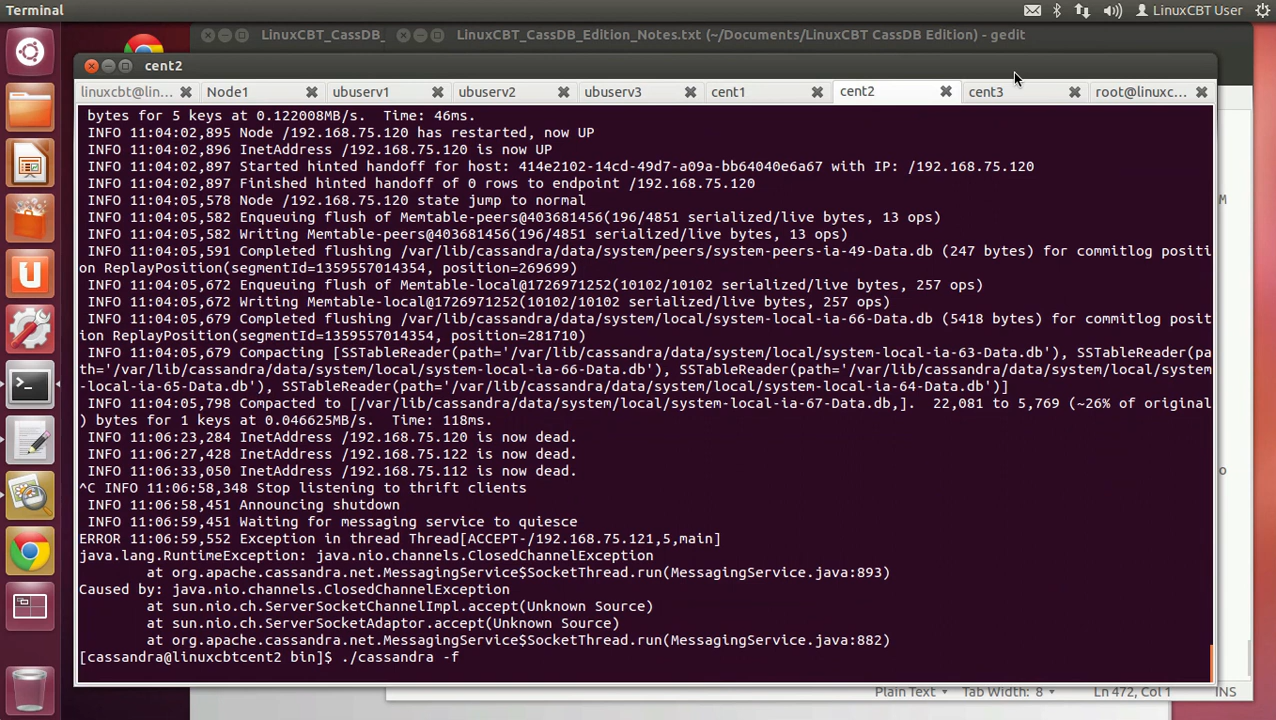 Terminal
LinuxCBT User
LinuxCBT_CassDB_
LinuxCBT_CassDB_Edition_Notes.txt (~/Documents/LinuxCBT CassDB Edition) - gedit
cent2
linuxcbt@lin...
Node1
ubuserv1
ubuserv2
ubuserv3
cent1
cent2
cent3
root@linuxc...
bytes for 5 keys at 0.122008MB/s.  Time: 46ms.
INFO 11:04:02,895 Node /192.168.75.120 has restarted, now UP
INFO 11:04:02,896 InetAddress /192.168.75.120 is now UP
INFO 11:04:02,897 Started hinted handoff for host: 414e2102-14cd-49d7-a09a-bb64040e6a67 with IP: /192.168.75.120
INFO 11:04:02,897 Finished hinted handoff of 0 rows to endpoint /192.168.75.120
INFO 11:04:05,578 Node /192.168.75.120 state jump to normal
INFO 11:04:05,582 Enqueuing flush of Memtable-peers@403681456(196/4851 serialized/live bytes, 13 ops)
INFO 11:04:05,582 Writing Memtable-peers@403681456(196/4851 serialized/live bytes, 13 ops)
INFO 11:04:05,591 Completed flushing /var/lib/cassandra/data/system/peers/system-peers-ia-49-Data.db (247 bytes) for commitlog positi
on ReplayPosition(segmentId=1359557014354, position=269699)
INFO 11:04:05,672 Enqueuing flush of Memtable-local@1726971252(10102/10102 serialized/live bytes, 257 ops)
INFO 11:04:05,672 Writing Memtable-local@1726971252(10102/10102 serialized/live bytes, 257 ops)
INFO 11:04:05,679 Completed flushing /var/lib/cassandra/data/system/local/system-local-ia-66-Data.db (5418 bytes) for commitlog posit
ion ReplayPosition(segmentId=1359557014354, position=281710)
INFO 11:04:05,679 Compacting [SSTableReader(path='/var/lib/cassandra/data/system/local/system-local-ia-63-Data.db'), SSTableReader(pa
th='/var/lib/cassandra/data/system/local/system-local-ia-66-Data.db'), SSTableReader(path='/var/lib/cassandra/data/system/local/system
-local-ia-65-Data.db'), SSTableReader(path='/var/lib/cassandra/data/system/local/system-local-ia-64-Data.db')]
INFO 11:04:05,798 Compacted to [/var/lib/cassandra/data/system/local/system-local-ia-67-Data.db,].  22,081 to 5,769 (~26% of original
) bytes for 1 keys at 0.046625MB/s.  Time: 118ms.
INFO 11:06:23,284 InetAddress /192.168.75.120 is now dead.
INFO 11:06:27,428 InetAddress /192.168.75.122 is now dead.
INFO 11:06:33,050 InetAddress /192.168.75.112 is now dead.
^C INFO 11:06:58,348 Stop listening to thrift clients
INFO 11:06:58,451 Announcing shutdown
INFO 11:06:59,451 Waiting for messaging service to quiesce
ERROR 11:06:59,552 Exception in thread Thread[ACCEPT-/192.168.75.121,5,main]
java.lang.RuntimeException: java.nio.channels.ClosedChannelException
at org.apache.cassandra.net.MessagingService$SocketThread.run(MessagingService.java:893)
Caused by: java.nio.channels.ClosedChannelException
at sun.nio.ch.ServerSocketChannelImpl.accept(Unknown Source)
at sun.nio.ch.ServerSocketAdaptor.accept(Unknown Source)
at org.apache.cassandra.net.MessagingService$SocketThread.run(MessagingService.java:882)
[cassandra@linuxcbtcent2 bin]$ ./cassandra -f
M
o
Plain Text
Tab Width: 8
Ln 472, Col 1
INS